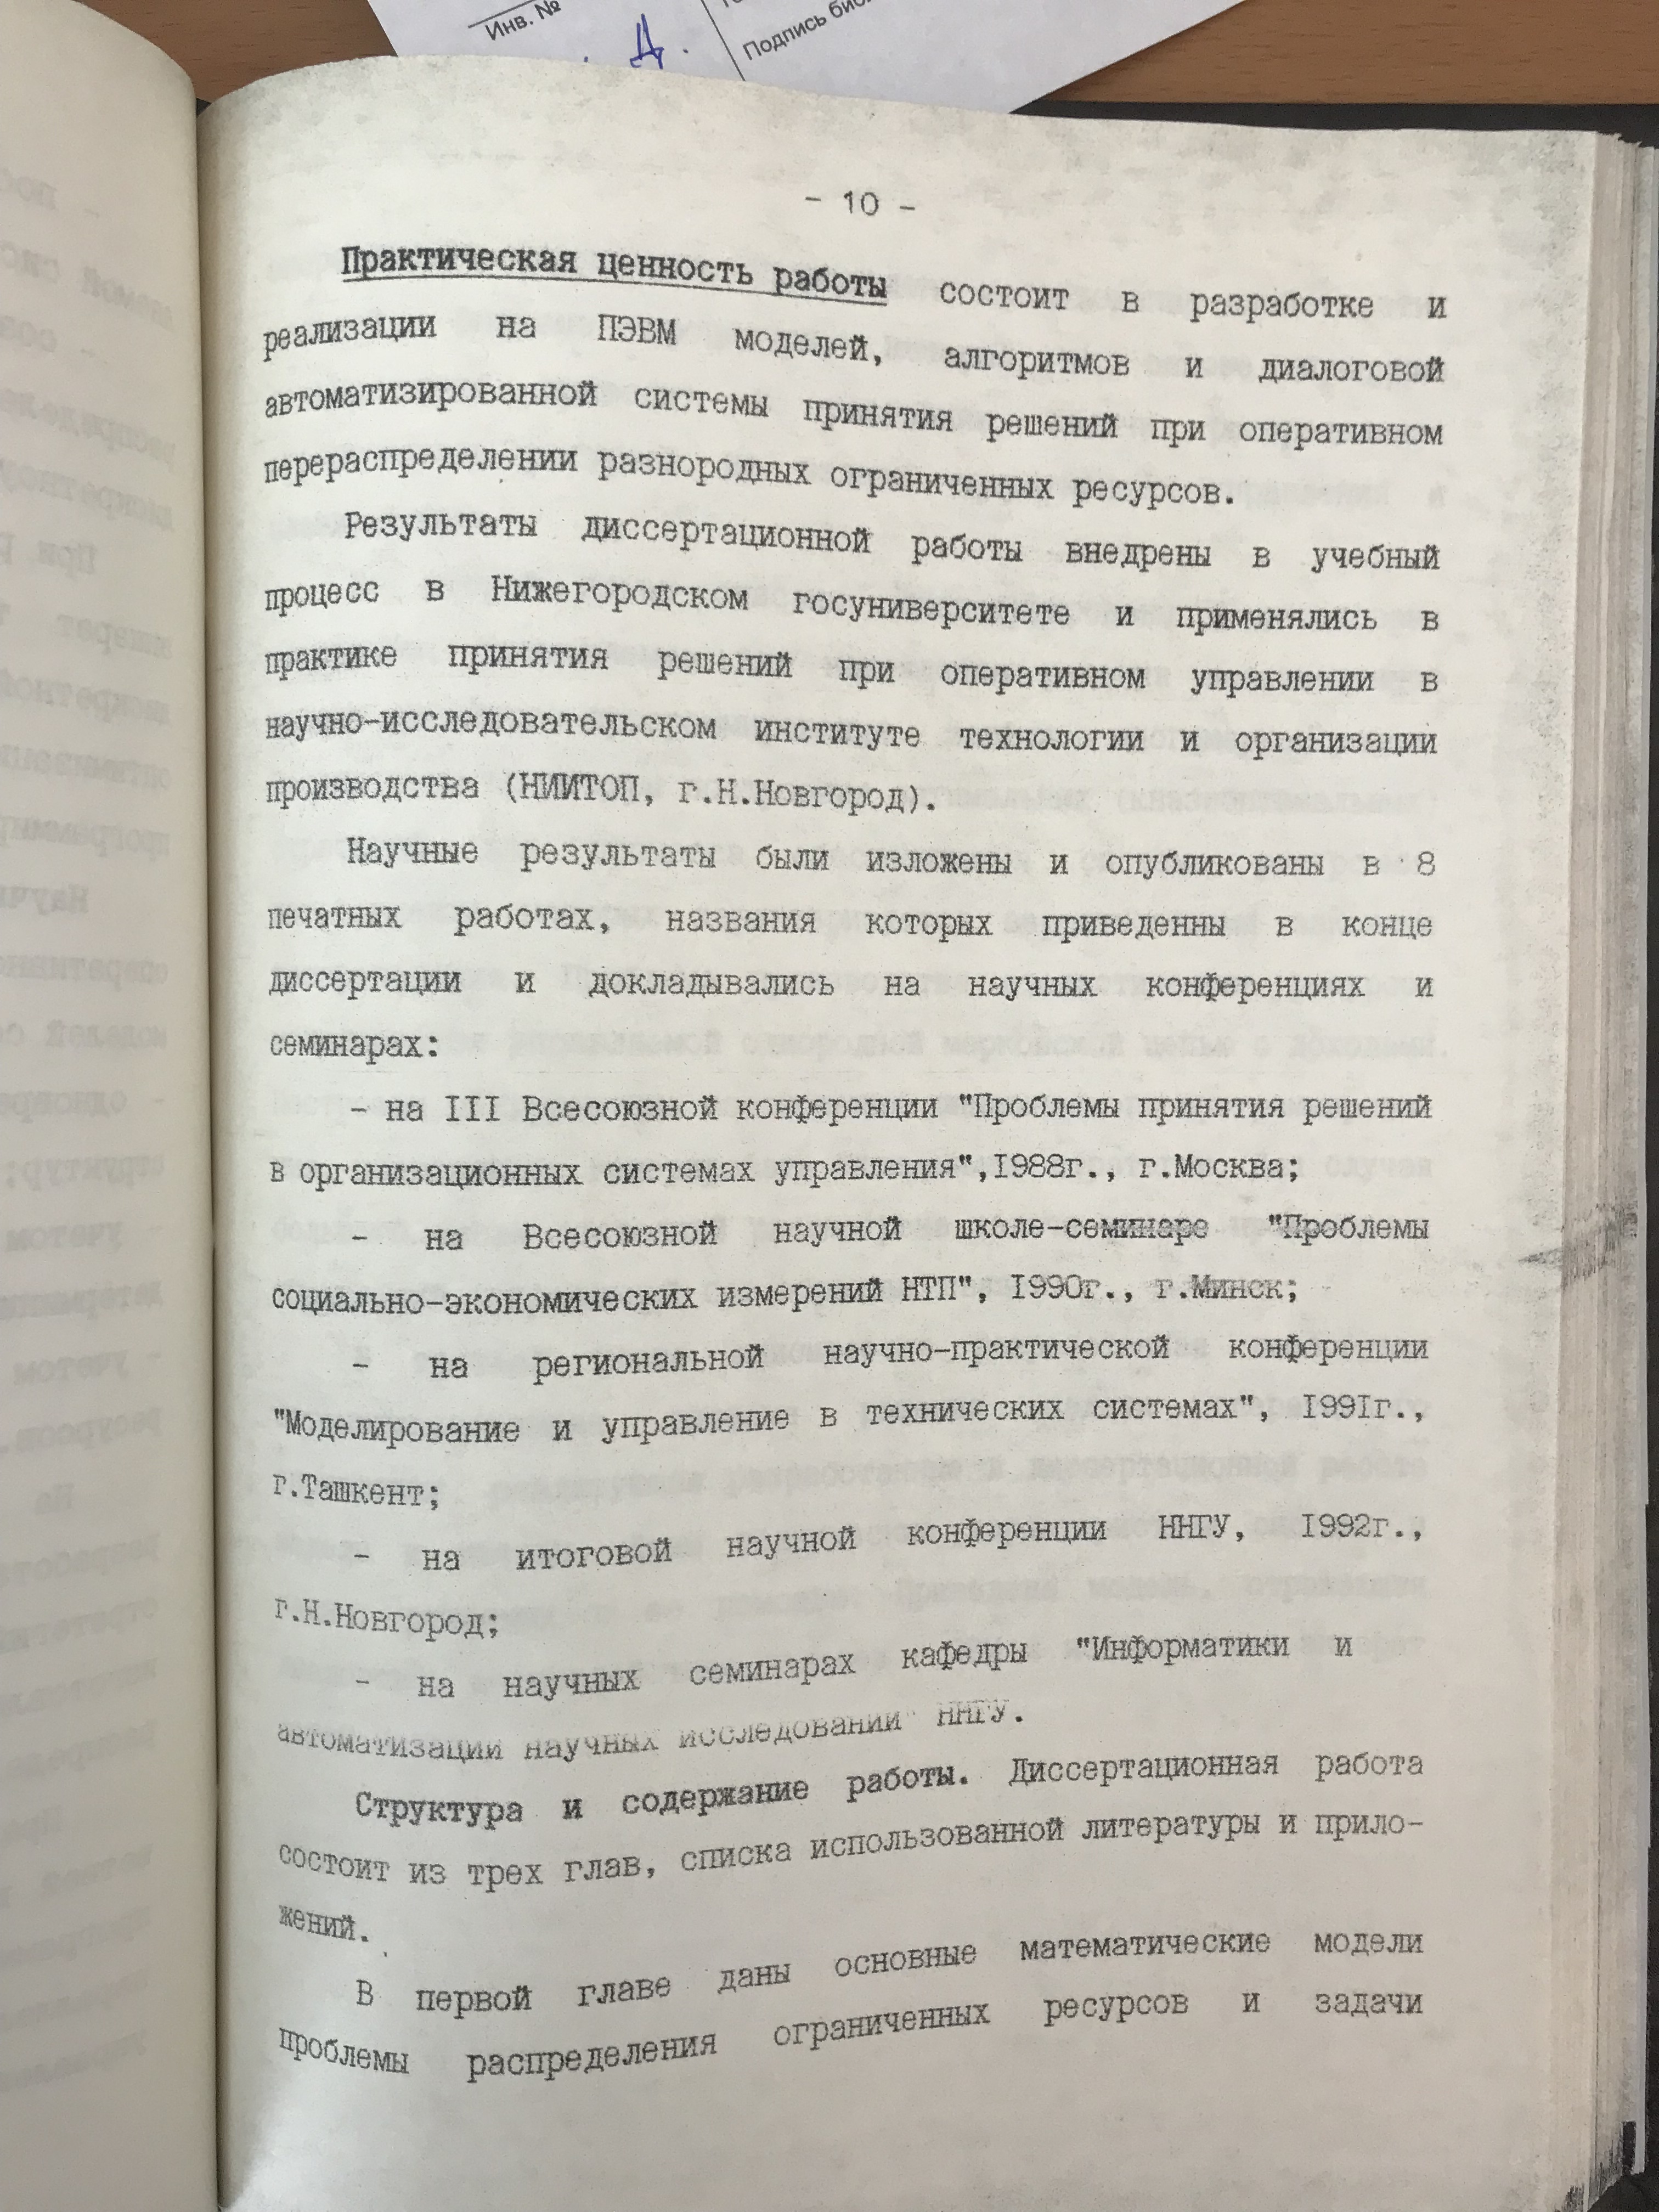 Инв. №
Д.
Подпись
- 10 -
Практическая ценность работы состоит в разработке и
реализации на ПЭВМ моделей, алгоритмов и диалоговой
автоматизированной системы принятия решений при оперативном
перераспределении разнородных ограниченных ресурсов.
Результаты диссертационной работы внедрены в учебный
процесс в Нижегородском госуниверситете и применялись в
практике принятия решений при оперативном управлении в
научно-исследовательском институте технологии и организации
производства (НИИТОП, г.Н.Новгород).
Научные результаты были изложены и опубликованы в 8
печатных работах, названия которых приведенны в конце
диссертации и докладывались на научных конференциях и
семинарах:
- на III Всесоюзной конференции "Проблемы принятия решений
в организационных системах управления",1988г., г.Москва;
- на Всесоюзной научной школе-семинаре "Проблемы
социально-экономических измерений НТП", 1990г., г.Минск;
- на региональной научно-практической конференции
"Моделирование и управление в технических системах", 1991г.,
г.Ташкент;
- на итоговой научной конференции ННГУ, 1992г.,
г.Н.Новгород;
- на научных семинарах кафедры "Информатики и
автоматизации научных исследований" ННГУ.
Структура и содержание работы. Диссертационная работа
состоит из трех глав, списка использованной литературы и прило-
жений.
В первой главе даны основные математические модели
проблемы распределения ограниченных ресурсов и задачи